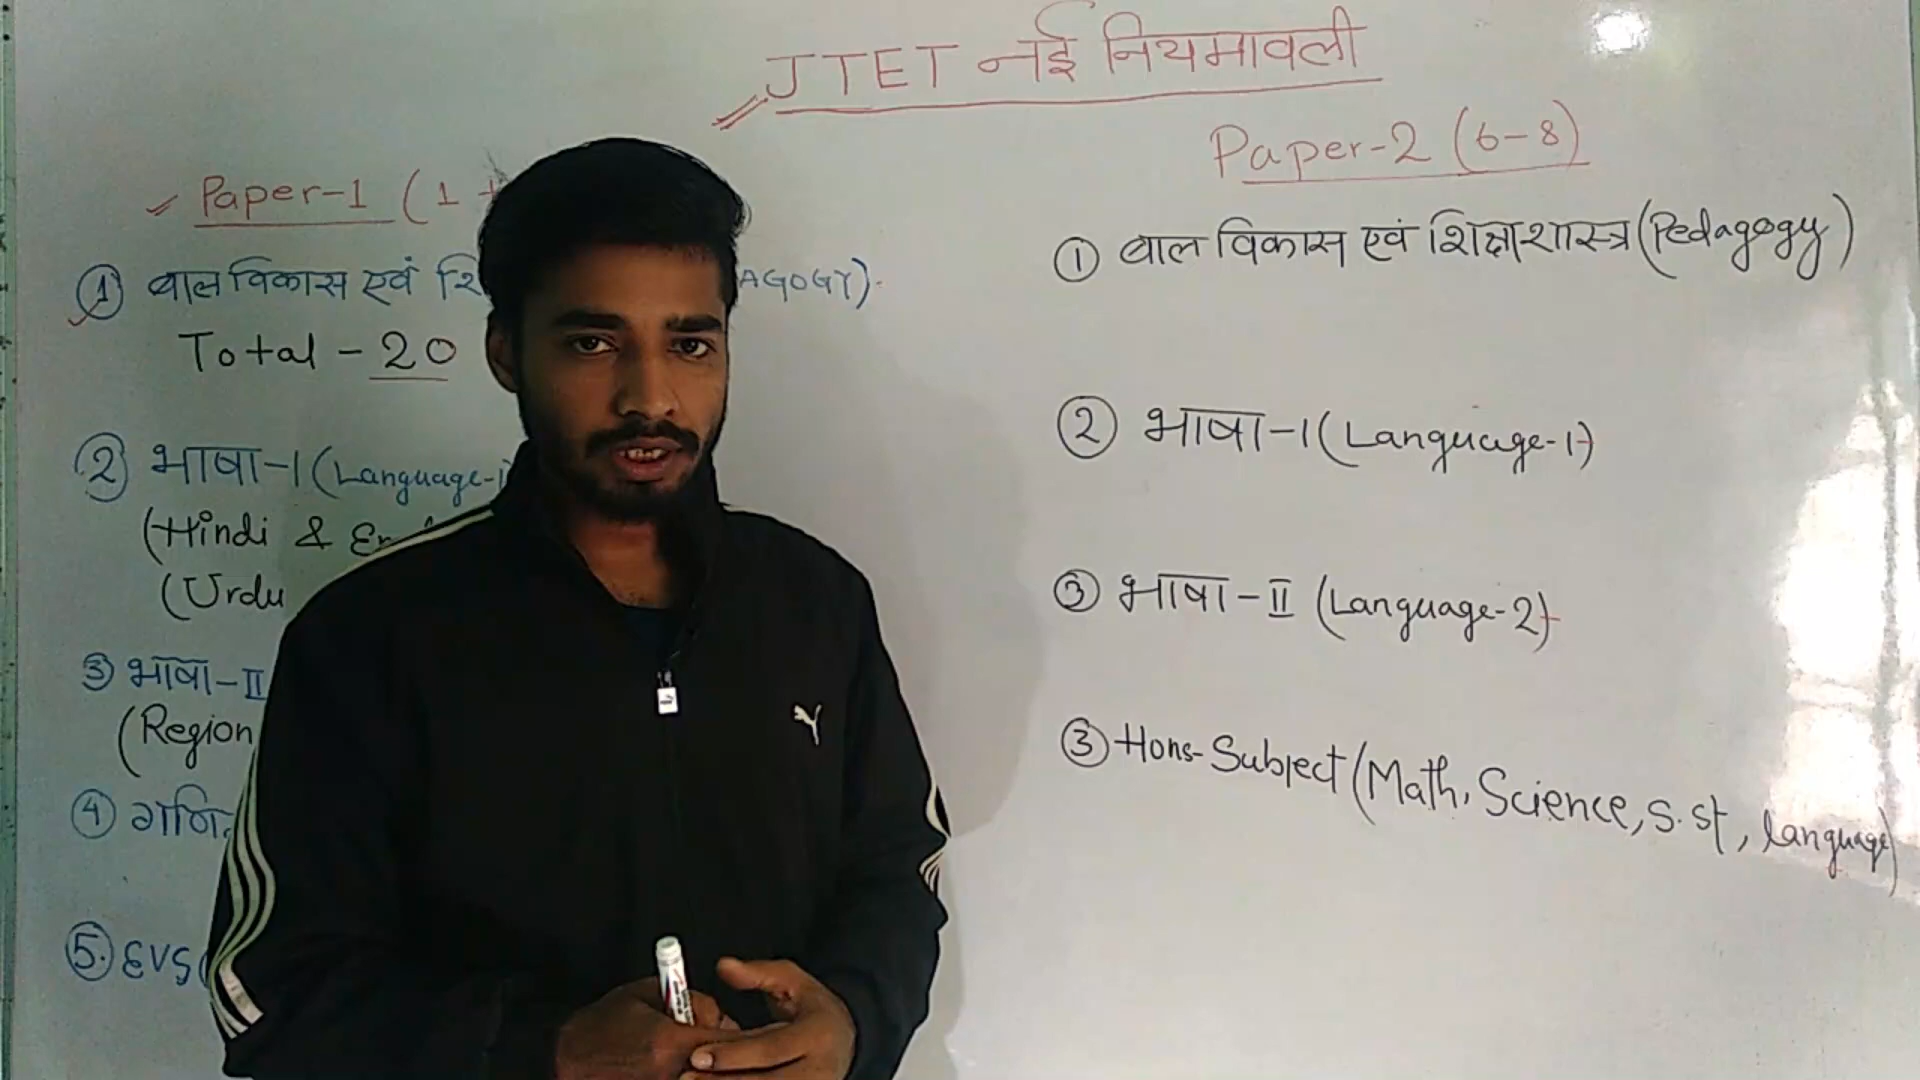 JTET नई नियमावली
Paper-1 (1
① बाल विकास एवं AGOGY).
Total - 20
② भाषा-I (Language-1
(Hindi &
(Urdu
③ भाषा-II
(Region
④
⑤. EVS(
Paper-2 (6-8)
① बाल विकास एवं शिक्षाशास्त्र (Pedagogy)
② भाषा-I (Language-1)
③ भाषा-II (Language-2)
③ Hons-Subject (Math, Science, S.St, language)